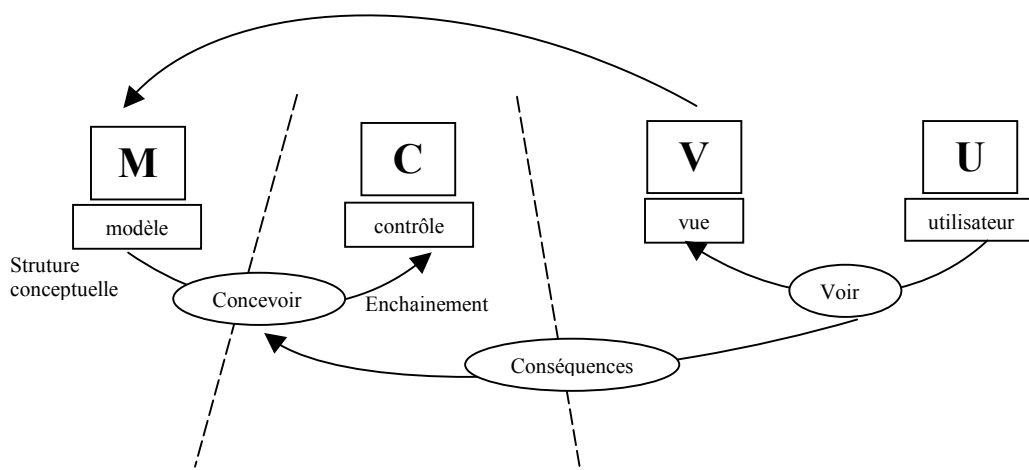 M
C
V
U
modèle
contrôle
vue
utilisateur
Struture
conceptuelle
Concevoir
Enchainement
Voir
Conséquences